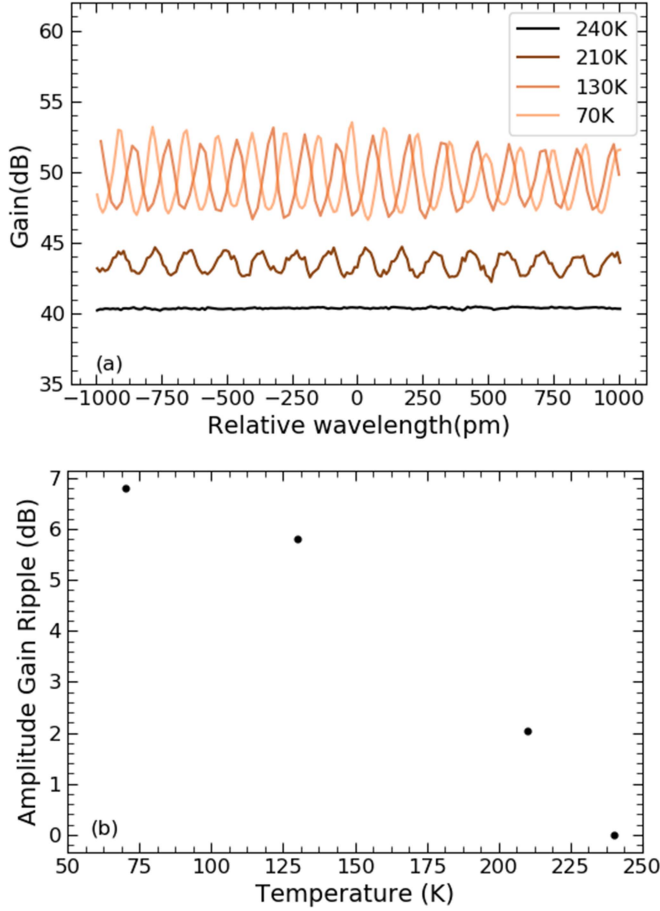 60
55
50
45
40
35
Gain(dB)
240K
210K
130K
70K
(a)
−1000 −750 −500 −250 0 250 500 750 1000
Relative wavelength(pm)
7
6
5
4
3
2
1
0
Amplitude Gain Ripple (dB)
(b)
50 75 100 125 150 175 200 225 250
Temperature (K)